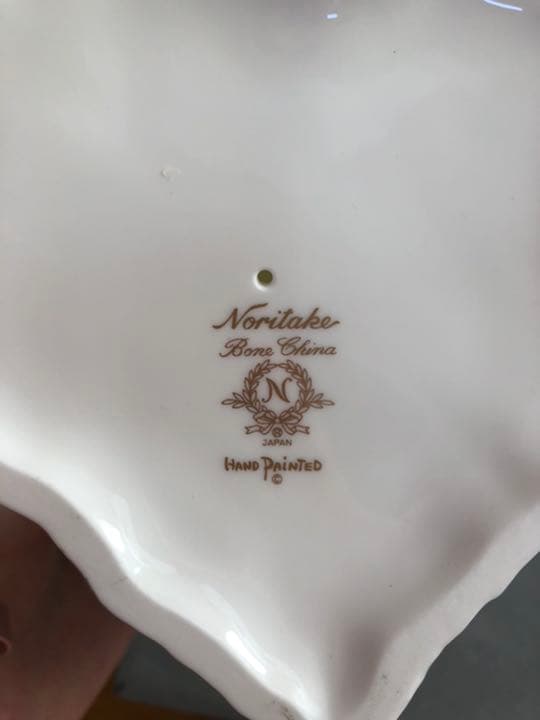 Noritake
Bone China
N
JAPAN
HAND PAINTED
©